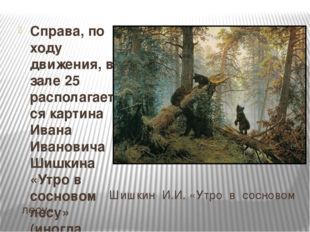 Справа, по
ходу
движения, в
зале 25
располагает
ся картина
Ивана
Ивановича
Шишкина
«Утро в
сосновом
лесу»
(иногда
Шишкин И.И. «Утро в сосновом
лесу»